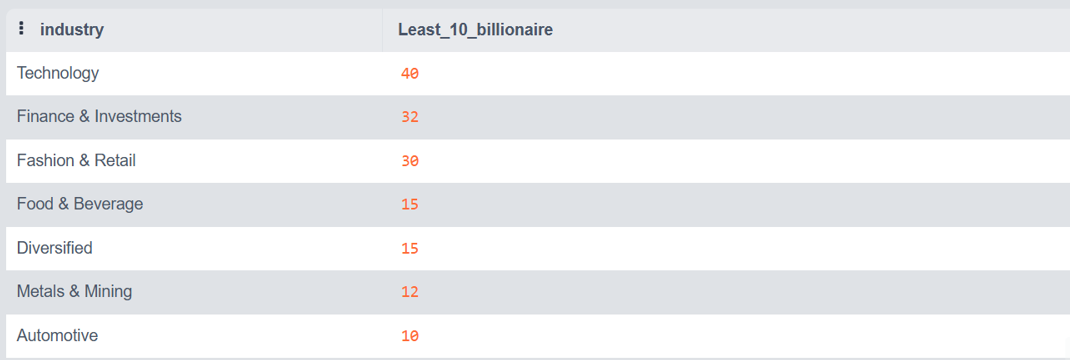 industry Least_10_billionaire
Technology 40
Finance & Investments 32
Fashion & Retail 30
Food & Beverage 15
Diversified 15
Metals & Mining 12
Automotive 10